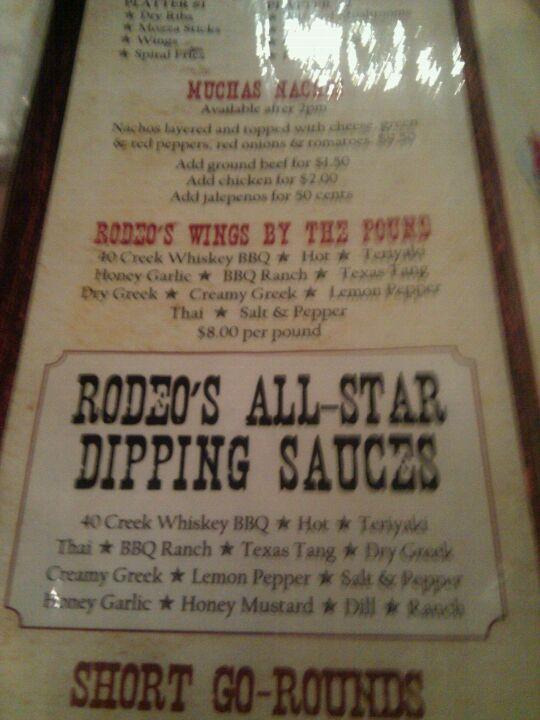 PLATTER #1
★ Dry Ribs
★ Mozza Sticks
★ Wings
★ Spiral Fries
MUCHAS NACHOS
Available after 2pm
Nachos layered and topped with cheese, green
& red peppers, red onions & tomatoes.
Add ground beef for $1.50
Add chicken for $2.00
Add jalepenos for 50 cents
RODEO'S WINGS BY THE POUND
40 Creek Whiskey BBQ ★ Hot ★ Teriyaki
Honey Garlic ★ BBQ Ranch ★ Texas Tang
Dry Greek ★ Creamy Greek ★ Lemon Pepper
Thai ★ Salt & Pepper
$8.00 per pound
RODEO'S ALL-STAR
DIPPING SAUCES
40 Creek Whiskey BBQ ★ Hot ★ Teriyaki
Thai ★ BBQ Ranch ★ Texas Tang ★ Dry Greek
Creamy Greek ★ Lemon Pepper ★ Salt & Pepper
Honey Garlic ★ Honey Mustard ★ Dill ★ Ranch
SHORT GO-ROUNDS